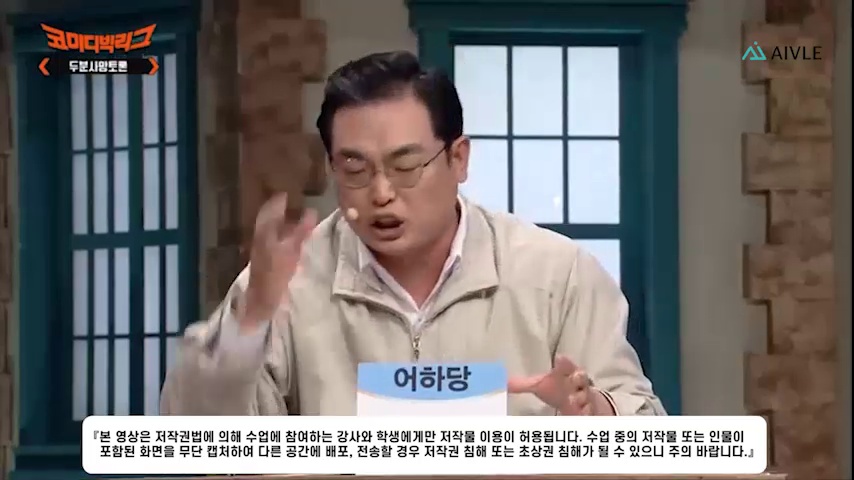 코미디빅리그
두분사망토론
AIVLE
어하당
『본 영상은 저작권법에 의해 수업에 참여하는 강사와 학생에게만 저작물 이용이 허용됩니다. 수업 중의 저작물 또는 인물이
포함된 화면을 무단 캡처하여 다른 공간에 배포, 전송할 경우 저작권 침해 또는 초상권 침해가 될 수 있으니 주의 바랍니다.』